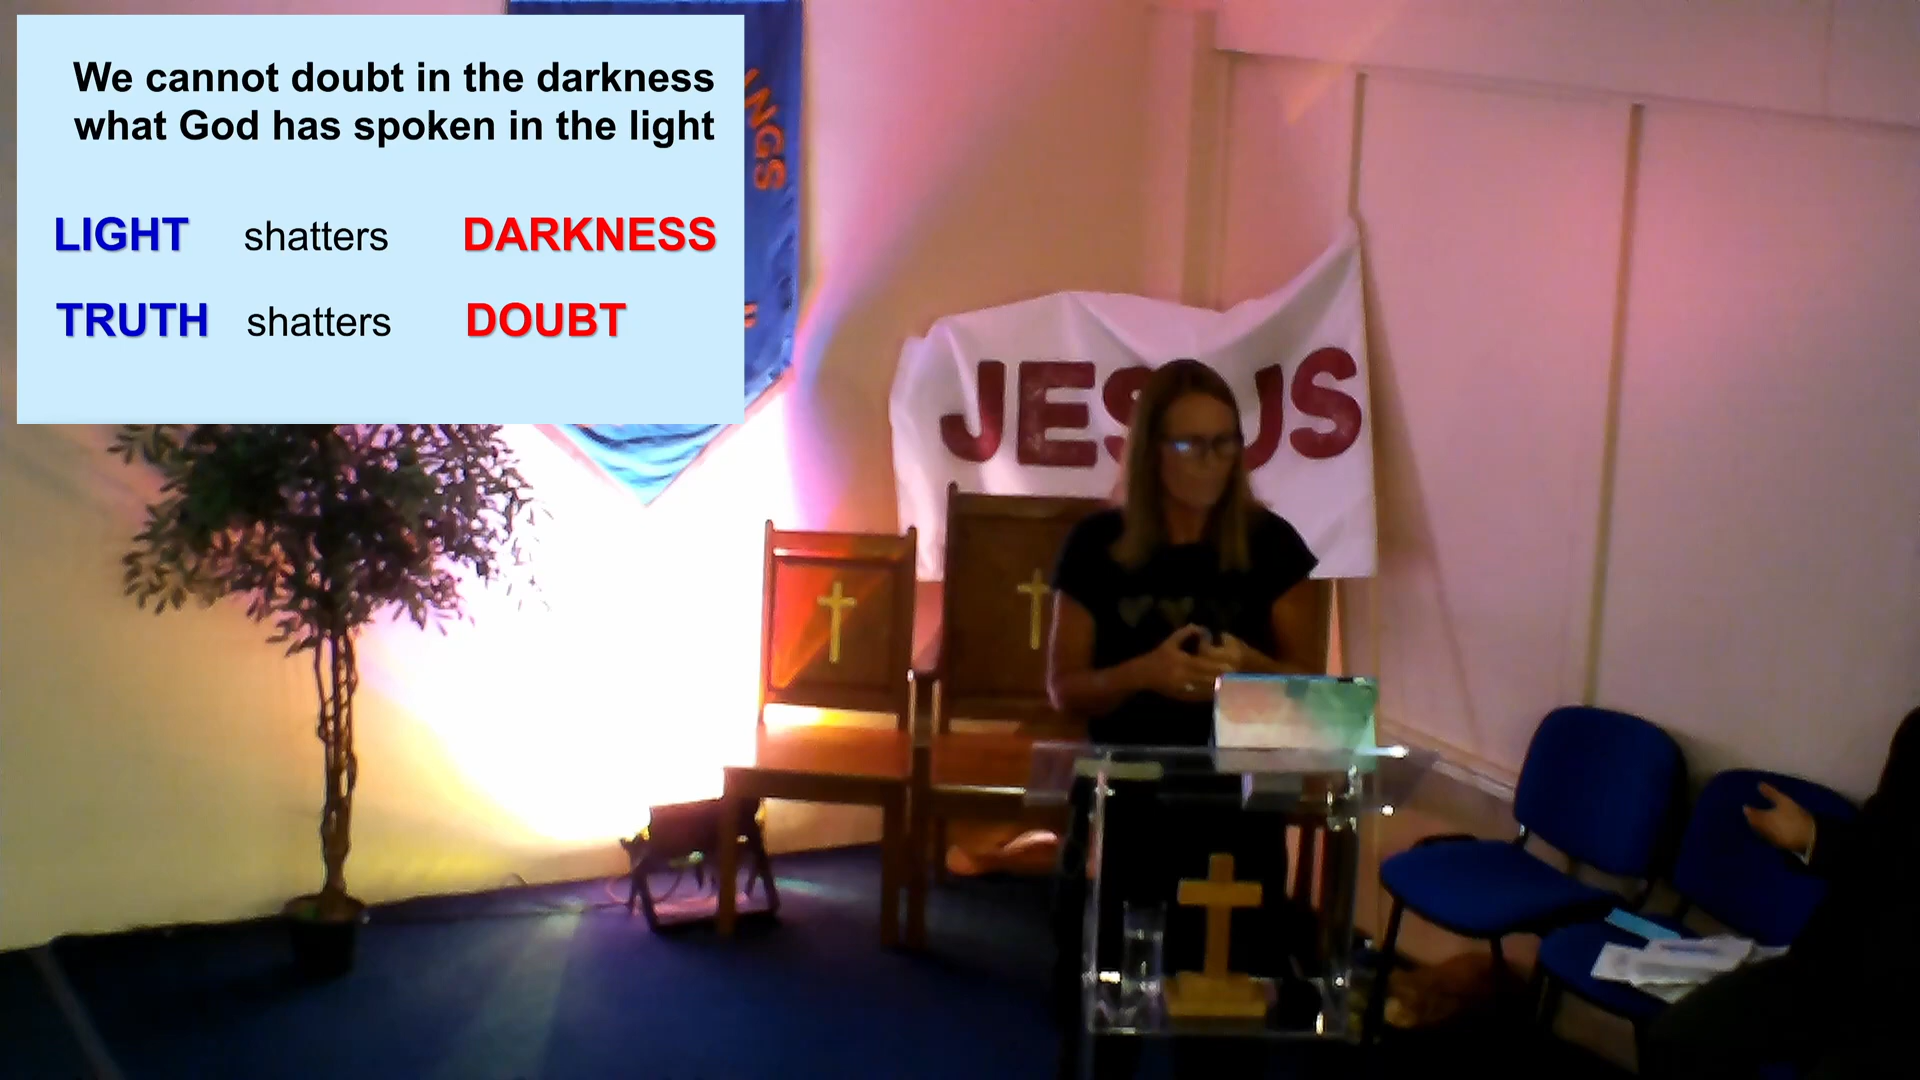 We cannot doubt in the darkness
what God has spoken in the light
LIGHT shatters DARKNESS
TRUTH shatters DOUBT
INGS
JESUS